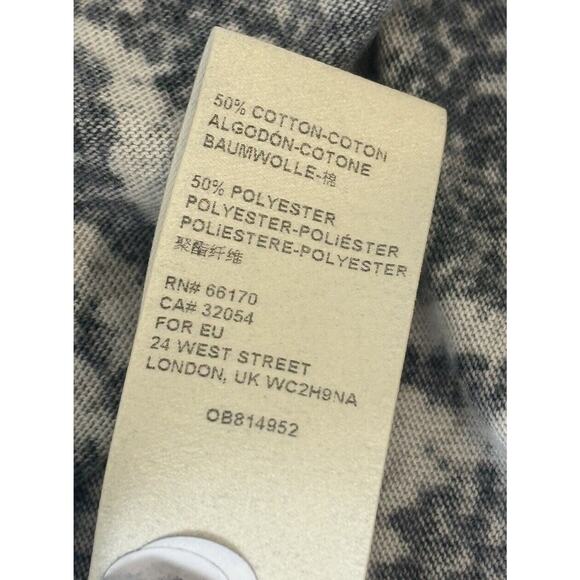 50% COTTON-COTON
ALGODÓN-COTONE
BAUMWOLLE-棉
50% POLYESTER
POLYESTER-POLIÉSTER
POLIESTERE-POLYESTER
聚酯纤维
RN# 66170
CA# 32054
FOR EU
24 WEST STREET
LONDON, UK WC2H9NA
OB814952